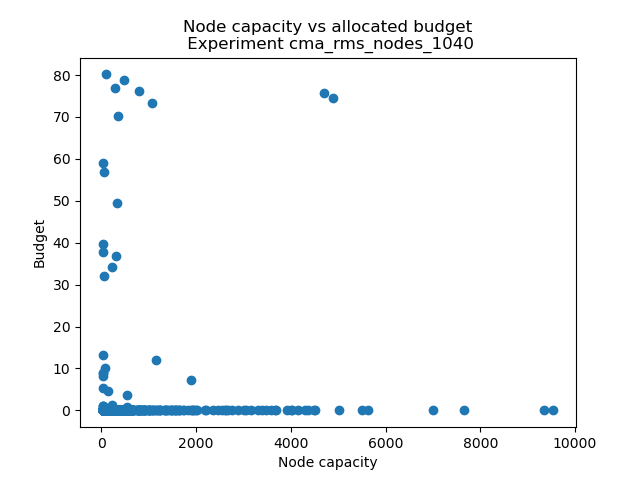 Node capacity vs allocated budget
Experiment cma_rms_nodes_1040
80
70
60
50
40
30
20
10
0
Budget
0 2000 4000 6000 8000 10000
Node capacity